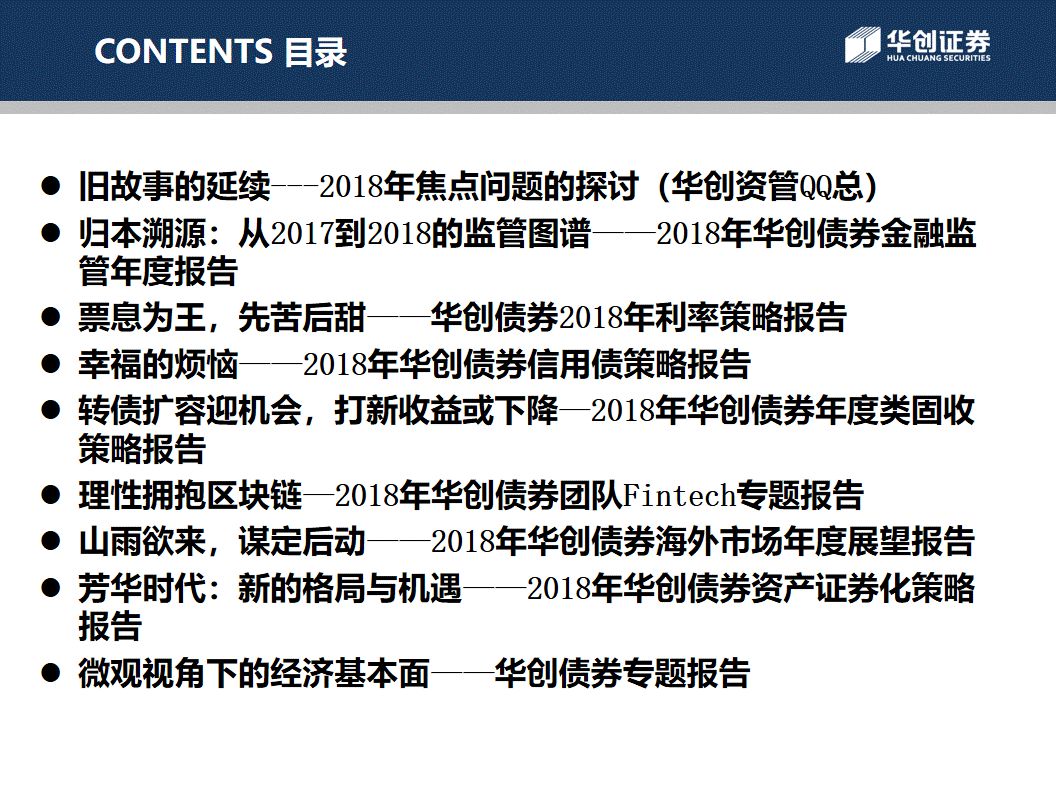 CONTENTS 目录
华创证券
HUA CHUANG SECURITIES
● 旧故事的延续---2018年焦点问题的探讨（华创资管QQ总）
● 归本溯源：从2017到2018的监管图谱——2018年华创债券金融监
管年度报告
● 票息为王，先苦后甜——华创债券2018年利率策略报告
● 幸福的烦恼——2018年华创债券信用债策略报告
● 转债扩容迎机会，打新收益或下降—2018年华创债券年度类固收
策略报告
● 理性拥抱区块链—2018年华创债券团队Fintech专题报告
● 山雨欲来，谋定后动——2018年华创债券海外市场年度展望报告
● 芳华时代：新的格局与机遇——2018年华创债券资产证券化策略
报告
● 微观视角下的经济基本面——华创债券专题报告